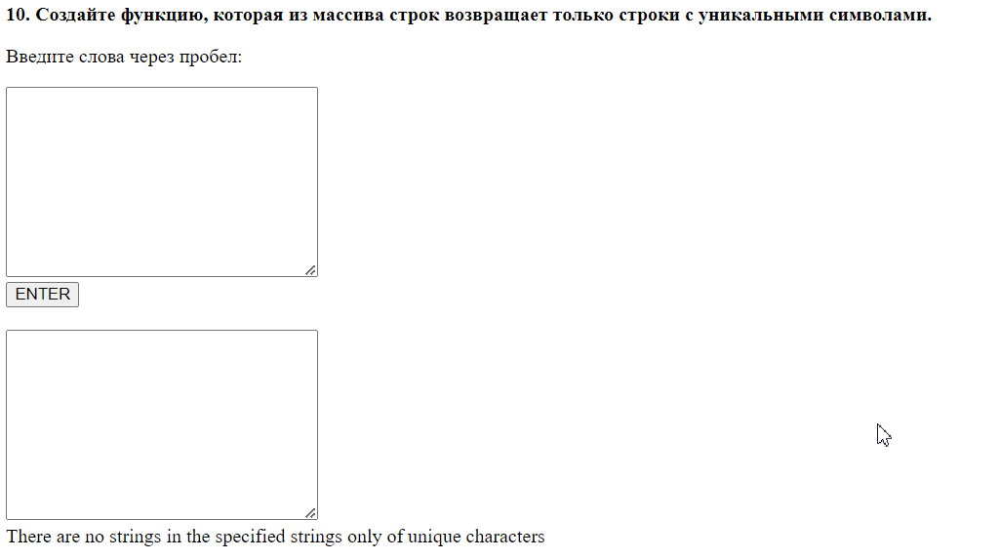 10. Создайте функцию, которая из массива строк возвращает только строки с уникальными символами.
Введите слова через пробел:
ENTER
There are no strings in the specified strings only of unique characters